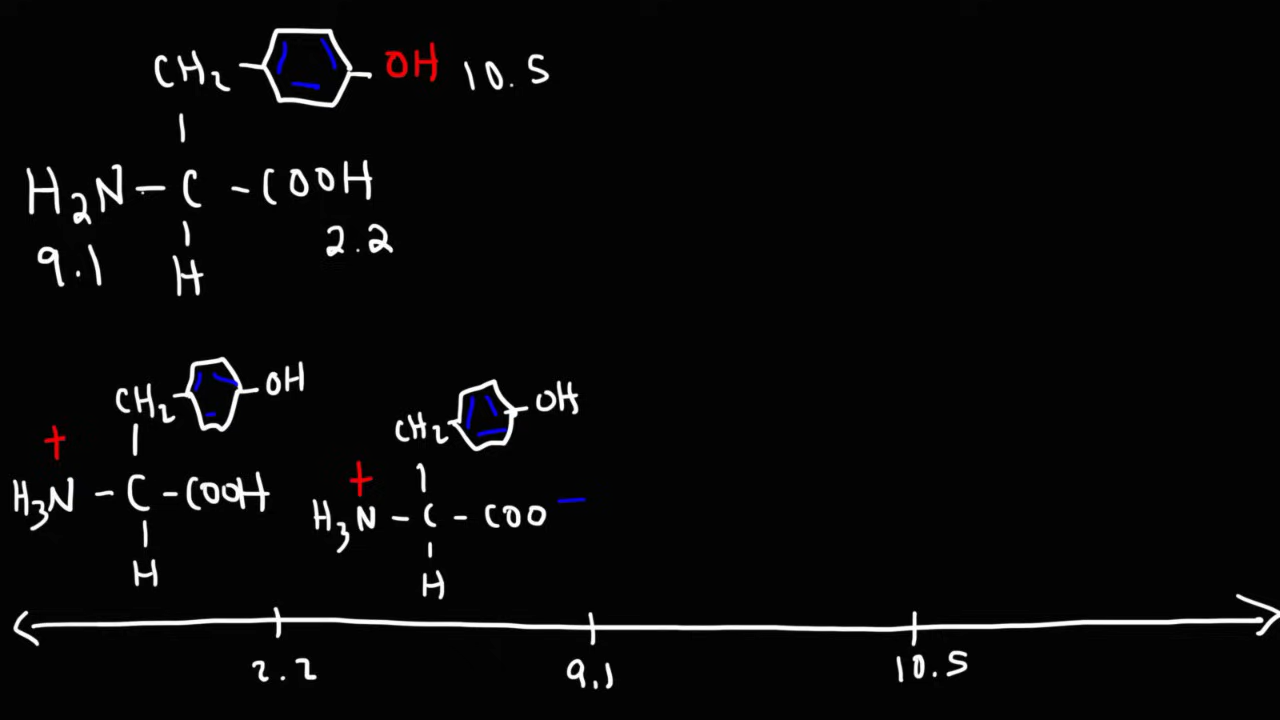 CH2 - OH 10.5
H2N - C - COOH
9.1 H 2.2
CH2 - OH
+
H3N - C - COOH
H
CH2 - OH
+
H3N - C - COO -
H
2.2 9.1 10.5